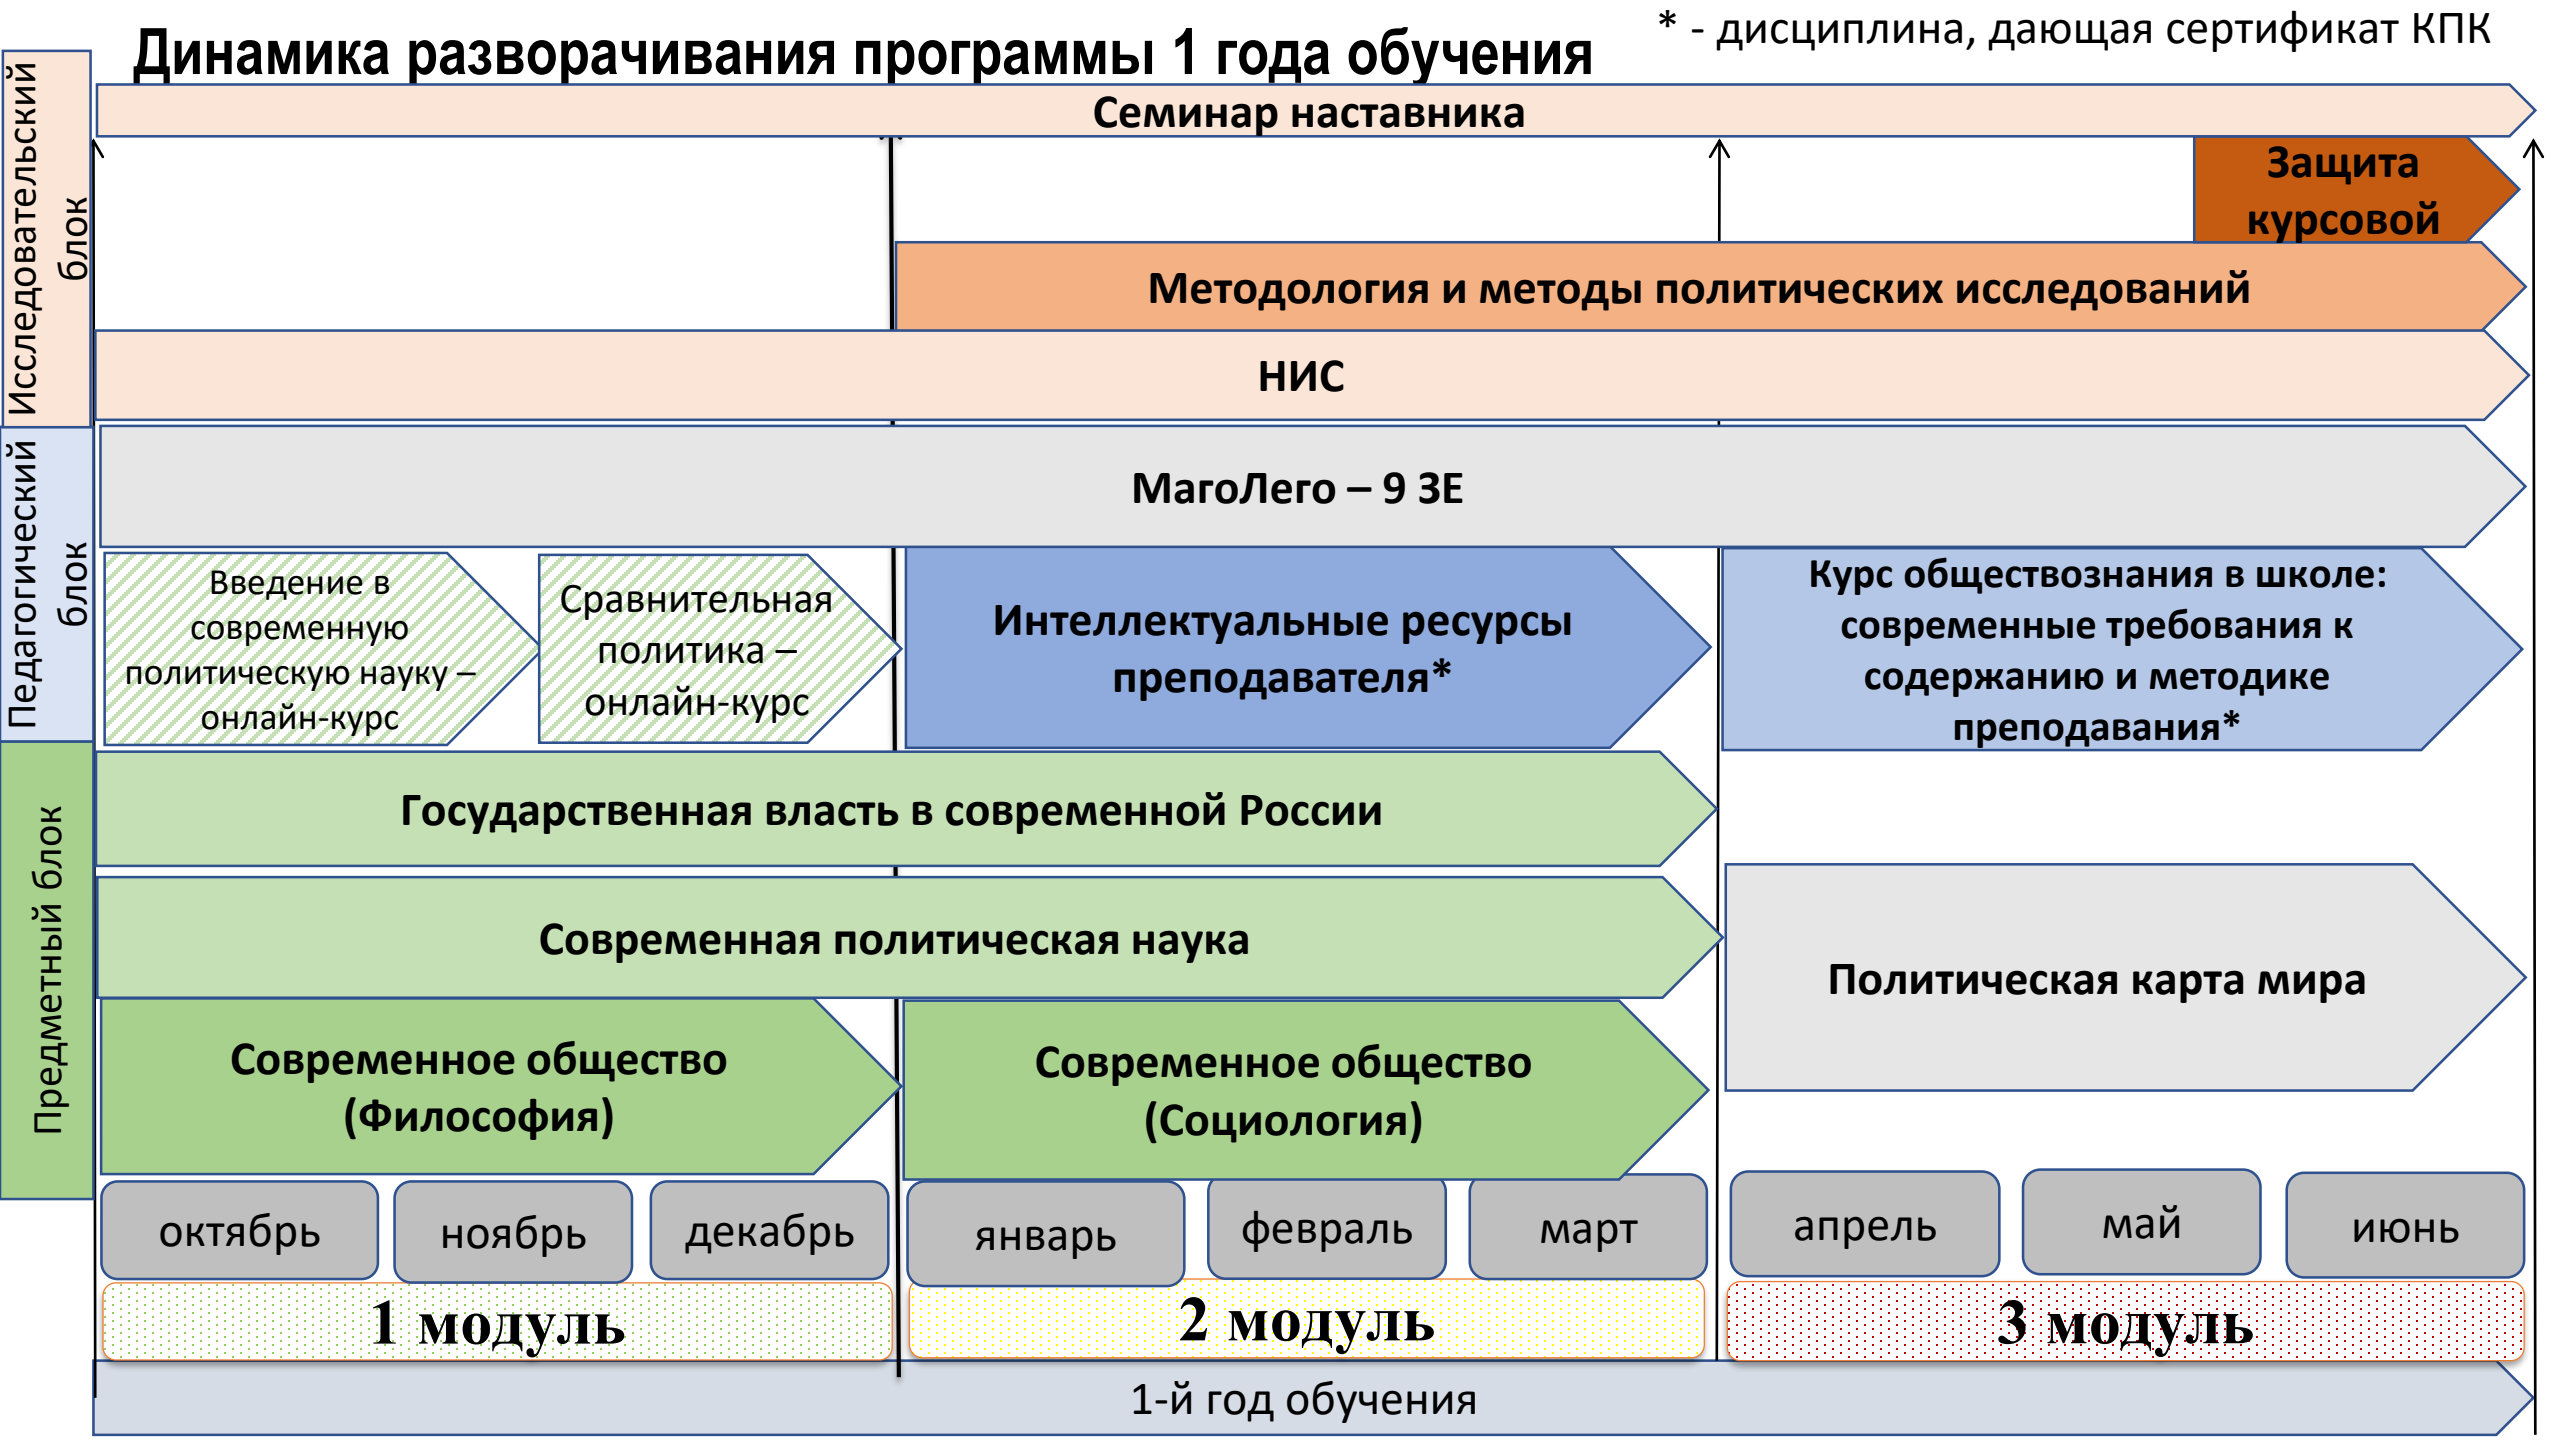 Динамика разворачивания программы 1 года обучения
* - дисциплина, дающая сертификат КПК
Исследовательский
блок
Семинар наставника
Защита
курсовой
Методология и методы политических исследований
НИС
Педагогический
блок
МагоЛего – 9 ЗЕ
Введение в
современную
политическую науку –
онлайн-курс
Сравнительная
политика –
онлайн-курс
Интеллектуальные ресурсы
преподавателя*
Курс обществознания в школе:
современные требования к
содержанию и методике
преподавания*
Предметный блок
Государственная власть в современной России
Современная политическая наука
Политическая карта мира
Современное общество
(Философия)
Современное общество
(Социология)
октябрь
ноябрь
декабрь
январь
февраль
март
апрель
май
июнь
1 модуль
2 модуль
3 модуль
1-й год обучения